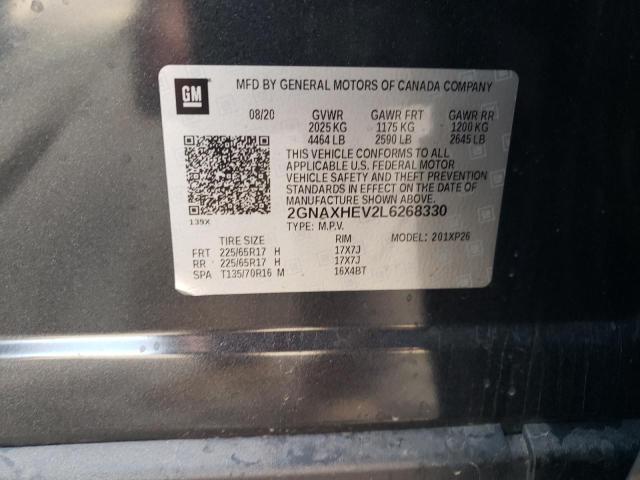 GM
MFD BY GENERAL MOTORS OF CANADA COMPANY
08/20 GVWR GAWR FRT GAWR RR
2025 KG 1175 KG 1200 KG
4464 LB 2590 LB 2645 LB
THIS VEHICLE CONFORMS TO ALL
APPLICABLE U.S. FEDERAL MOTOR
VEHICLE SAFETY AND THEFT PREVENTION
STANDARDS IN EFFECT ON THE DATE OF
MANUFACTURE SHOWN ABOVE.
2GNAXHEV2L6268330
139X
TYPE: M.P.V. MODEL: 201XP26
TIRE SIZE RIM
FRT 225/65R17 H 17X7J
RR 225/65R17 H 17X7J
SPA T135/70R16 M 16X4BT